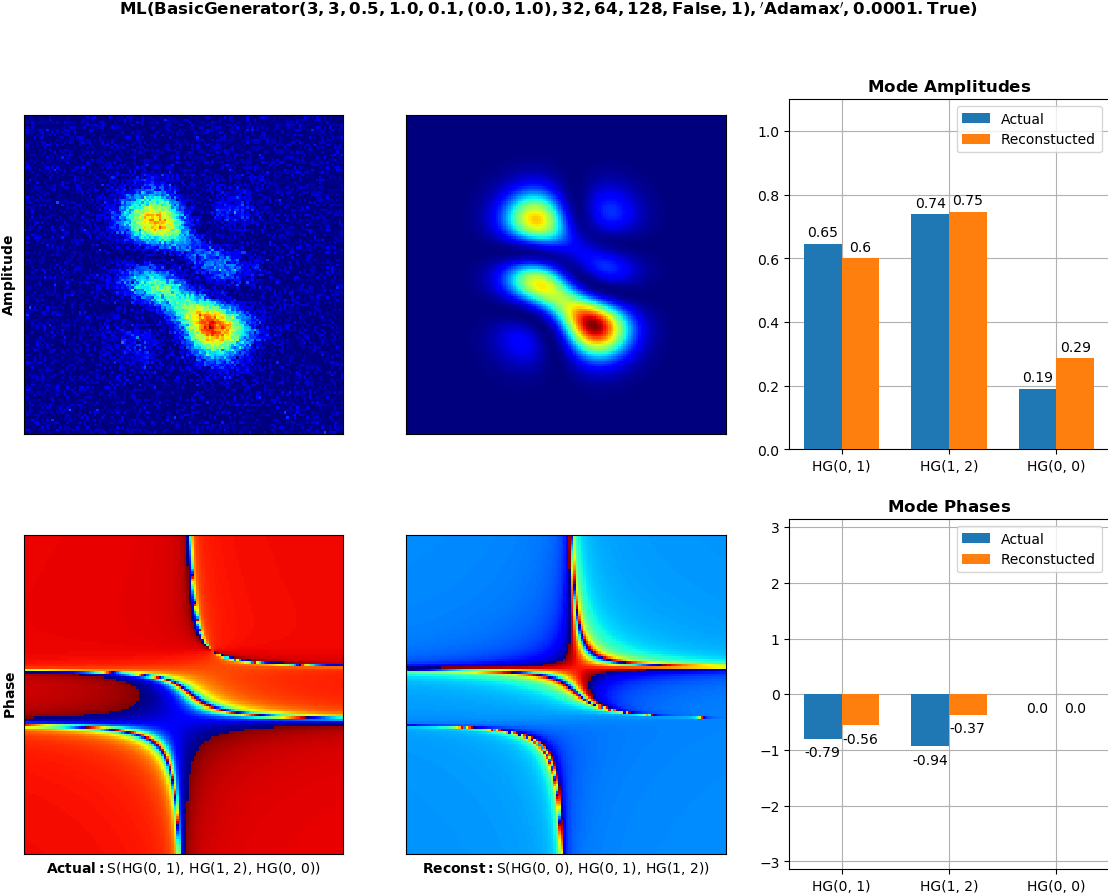 ML(BasicGenerator(3, 3, 0.5, 1.0, 0.1, (0.0, 1.0), 32, 64, 128, False, 1), ′Adamax′, 0.0001. True)
Mode Amplitudes
Amplitude
Actual
Reconstucted
1.0
0.8
0.6
0.4
0.2
0.0
0.65
0.6
0.74
0.75
0.19
0.29
HG(0, 1)
HG(1, 2)
HG(0, 0)
Mode Phases
Phase
Actual
Reconstucted
3
2
1
0
−1
−2
−3
-0.79
-0.56
-0.94
-0.37
0.0
0.0
HG(0, 1)
HG(1, 2)
HG(0, 0)
Actual: S(HG(0, 1), HG(1, 2), HG(0, 0))
Reconst: S(HG(0, 0), HG(0, 1), HG(1, 2))